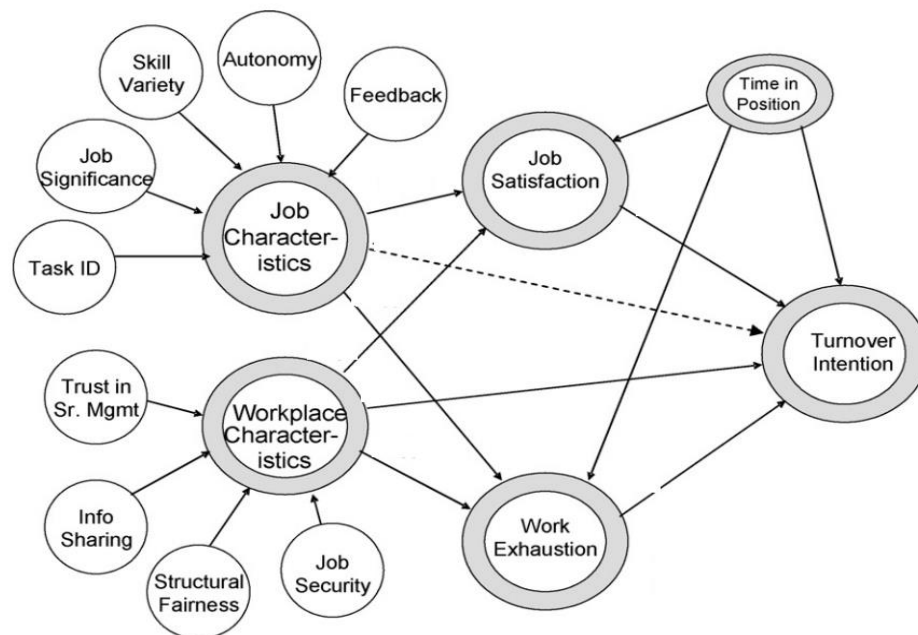 Skill
Variety
Autonomy
Feedback
Time in
Position
Job
Significance
Job
Satisfaction
Job
Character-
istics
Task ID
Turnover
Intention
Trust in
Sr. Mgmt
Workplace
Character-
istics
Info
Sharing
Work
Exhaustion
Structural
Fairness
Job
Security